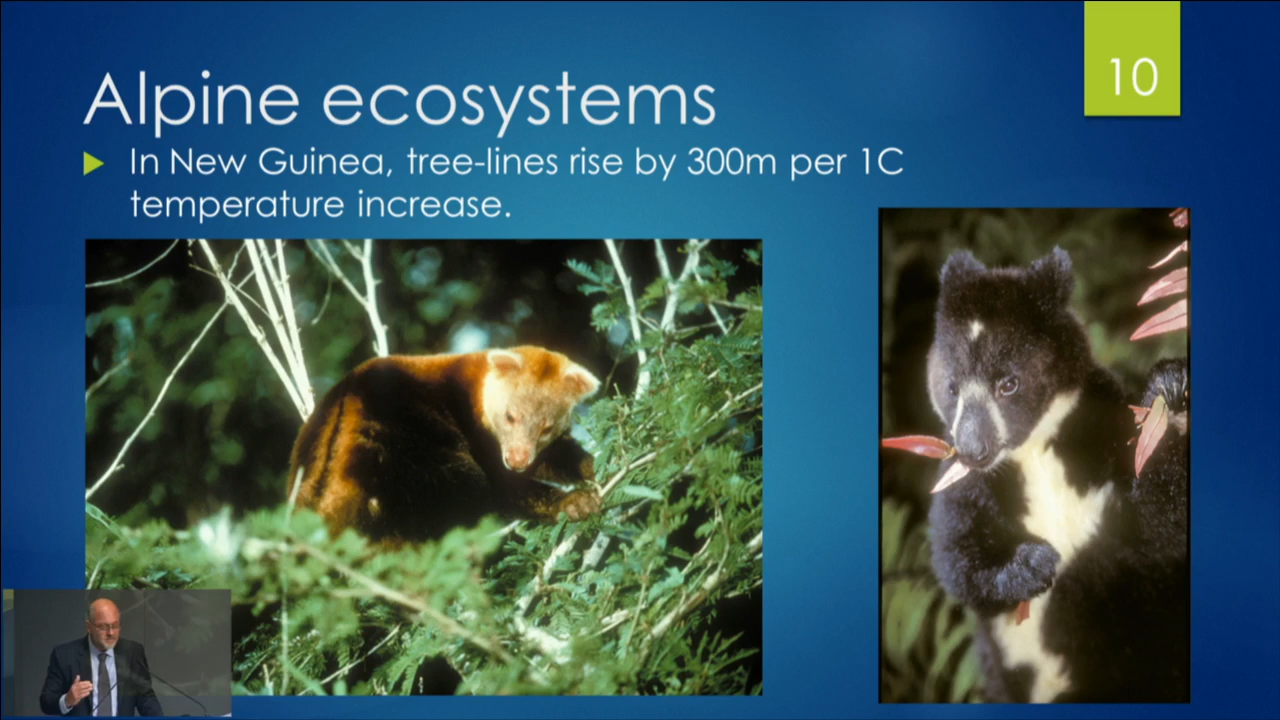 10
Alpine ecosystems
In New Guinea, tree-lines rise by 300m per 1C
temperature increase.